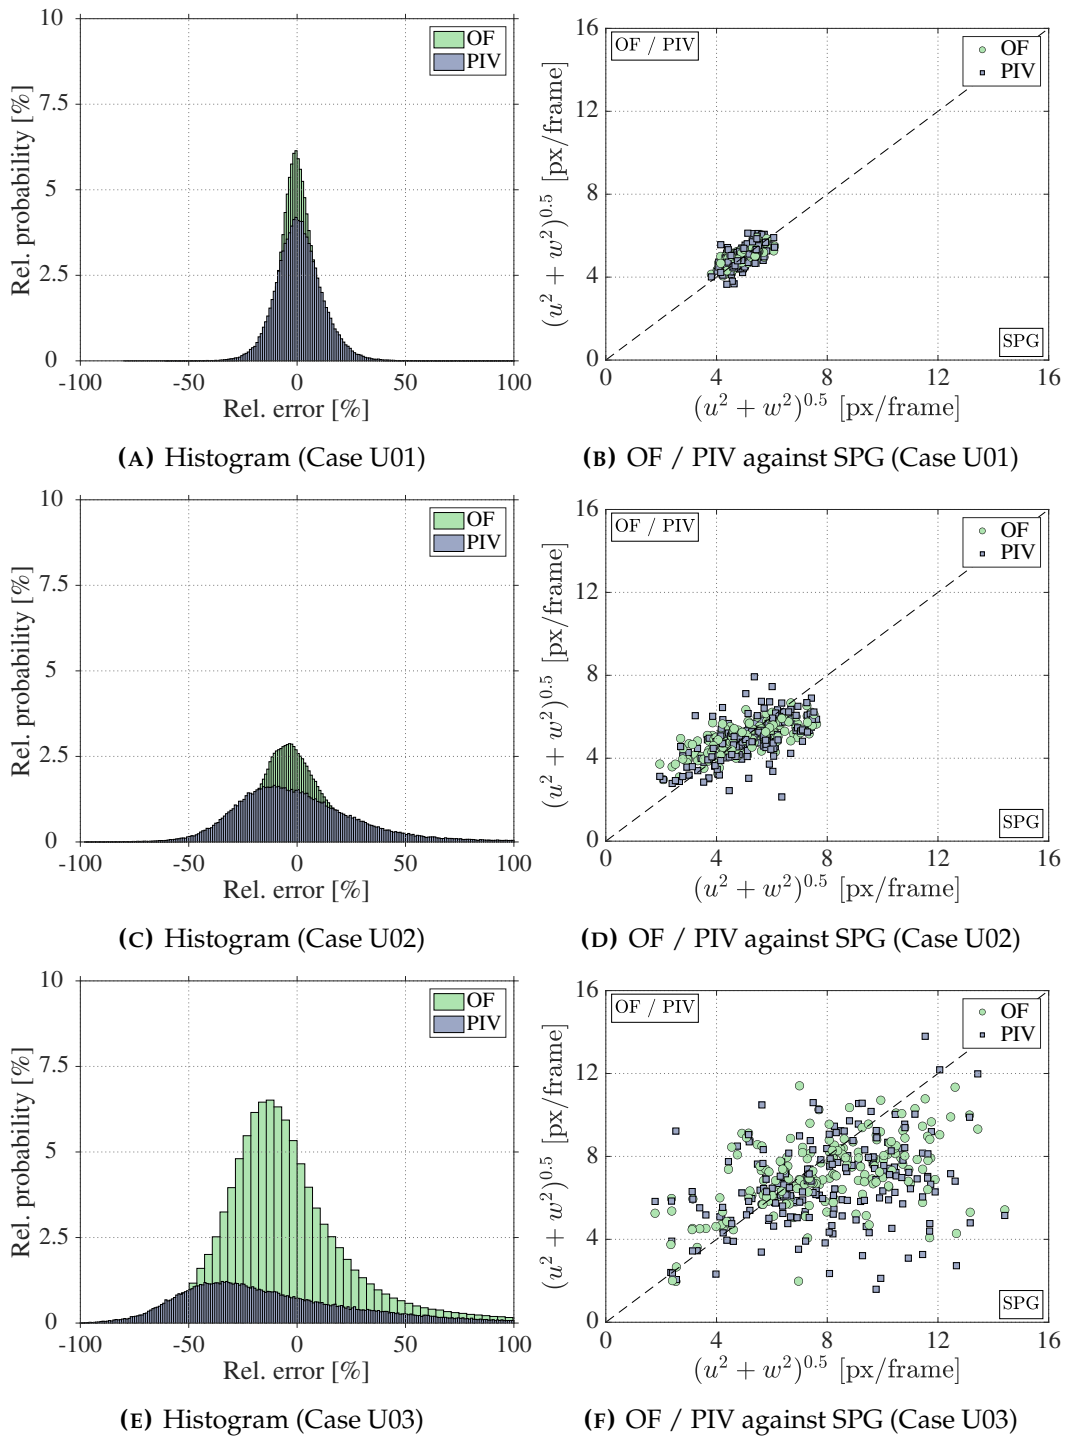 10
7.5
5
2.5
0
Rel. probability [%]
OF
PIV
-100 -50 0 50 100
Rel. error [%]
(A) Histogram (Case U01)
16
12
8
4
0
(u² + w²)^0.5 [px/frame]
OF / PIV
OF
PIV
SPG
0 4 8 12 16
(u² + w²)^0.5 [px/frame]
(B) OF / PIV against SPG (Case U01)
10
7.5
5
2.5
0
Rel. probability [%]
OF
PIV
-100 -50 0 50 100
Rel. error [%]
(C) Histogram (Case U02)
16
12
8
4
0
(u² + w²)^0.5 [px/frame]
OF / PIV
OF
PIV
SPG
0 4 8 12 16
(u² + w²)^0.5 [px/frame]
(D) OF / PIV against SPG (Case U02)
10
7.5
5
2.5
0
Rel. probability [%]
OF
PIV
-100 -50 0 50 100
Rel. error [%]
(E) Histogram (Case U03)
16
12
8
4
0
(u² + w²)^0.5 [px/frame]
OF / PIV
OF
PIV
SPG
0 4 8 12 16
(u² + w²)^0.5 [px/frame]
(F) OF / PIV against SPG (Case U03)